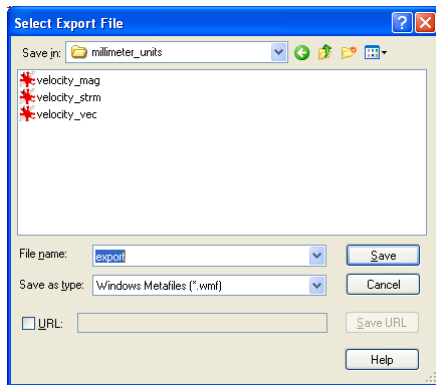 Select Export File
Save in: millimeter_units
velocity_mag
velocity_strm
velocity_vec
File name: export Save
Save as type: Windows Metafiles (*.wmf) Cancel
URL: Save URL
Help